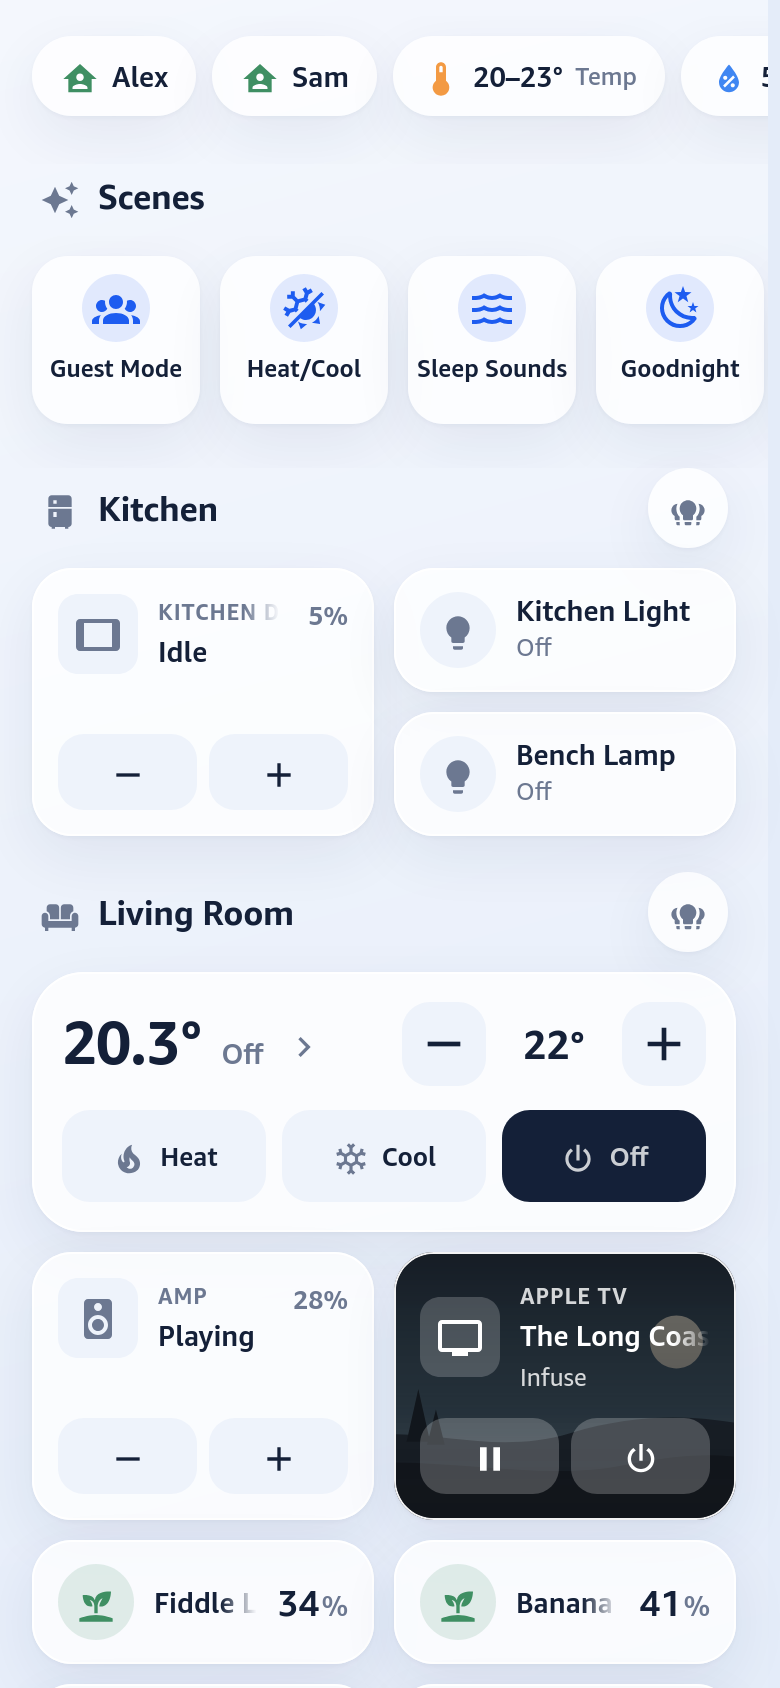 Alex
Sam
20–23° Temp
Scenes
Guest Mode
Heat/Cool
Sleep Sounds
Goodnight
Kitchen
KITCHEN D
5%
Idle
−
+
Kitchen Light
Off
Bench Lamp
Off
Living Room
20.3° Off
−
22°
+
Heat
Cool
Off
AMP
28%
Playing
−
+
APPLE TV
The Long Coas
Infuse
Fiddle L
34%
Banana
41%